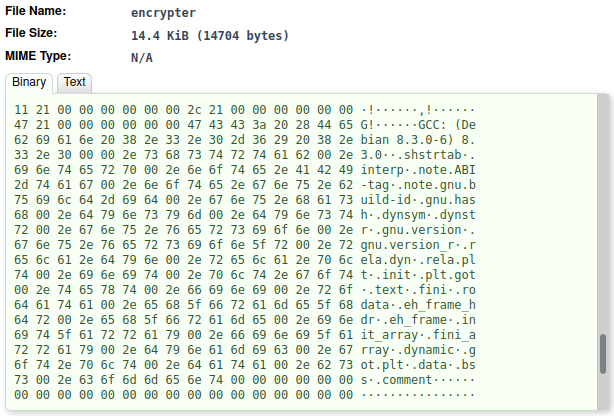 File Name: encrypter
File Size: 14.4 KiB (14704 bytes)
MIME Type: N/A
Binary Text
11 21 00 00 00 00 00 00 2c 21 00 00 00 00 00 00 ·!······,!······
47 21 00 00 00 00 00 00 47 43 43 3a 20 28 44 65 G!······GCC: (De
62 69 61 6e 20 38 2e 33 2e 30 2d 36 29 20 38 2e bian 8.3.0-6) 8.
33 2e 30 00 00 2e 73 68 73 74 72 74 61 62 00 2e 3.0··.shstrtab·.
69 6e 74 65 72 70 00 2e 6e 6f 74 65 2e 41 42 49 interp·.note.ABI
2d 74 61 67 00 2e 6e 6f 74 65 2e 67 6e 75 2e 62 -tag·.note.gnu.b
75 69 6c 64 2d 69 64 00 2e 67 6e 75 2e 68 61 73 uild-id·.gnu.has
68 00 2e 64 79 6e 73 79 6d 00 2e 64 79 6e 73 74 h·.dynsym·.dynst
72 00 2e 67 6e 75 2e 76 65 72 73 69 6f 6e 00 2e r·.gnu.version·.
67 6e 75 2e 76 65 72 73 69 6f 6e 5f 72 00 2e 72 gnu.version_r·.r
65 6c 61 2e 64 79 6e 00 2e 72 65 6c 61 2e 70 6c ela.dyn·.rela.pl
74 00 2e 69 6e 69 74 00 2e 70 6c 74 2e 67 6f 74 t·.init·.plt.got
00 2e 74 65 78 74 00 2e 66 69 6e 69 00 2e 72 6f ·.text·.fini·.ro
64 61 74 61 00 2e 65 68 5f 66 72 61 6d 65 5f 68 data·.eh_frame_h
64 72 00 2e 65 68 5f 66 72 61 6d 65 00 2e 69 6e dr·.eh_frame·.in
69 74 5f 61 72 72 61 79 00 2e 66 69 6e 69 5f 61 it_array·.fini_a
72 72 61 79 00 2e 64 79 6e 61 6d 69 63 00 2e 67 rray·.dynamic·.g
6f 74 2e 70 6c 74 00 2e 64 61 74 61 00 2e 62 73 ot.plt·.data·.bs
73 00 2e 63 6f 6d 6d 65 6e 74 00 00 00 00 00 00 s·.comment······
00 00 00 00 00 00 00 00 00 00 00 00 00 00 00 00 ················